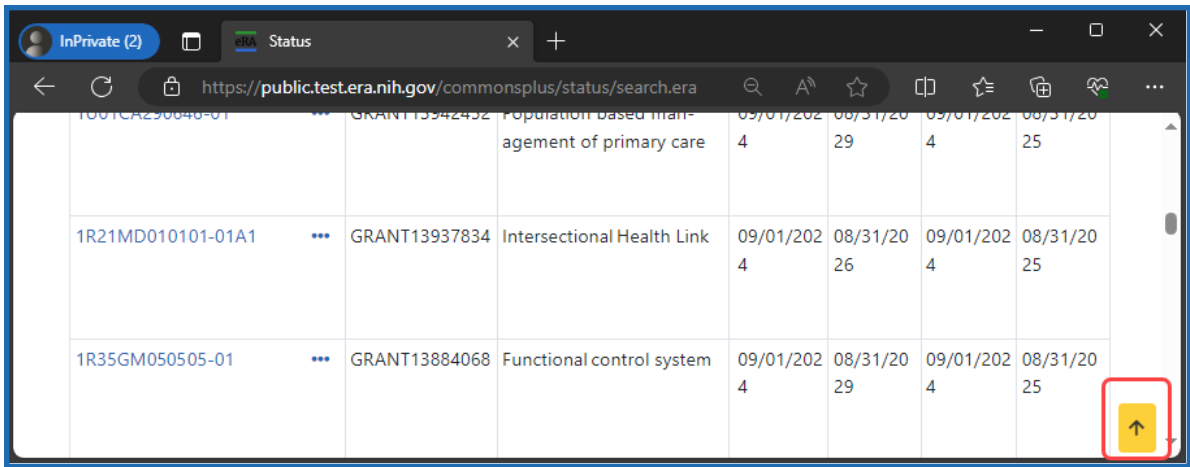 InPrivate (2) eRA Status
https://public.test.era.nih.gov/commonsplus/status/search.era
1U01CA290646-01 ••• GRANT13942452 Population based man- 09/01/202 08/31/20 09/01/202 08/31/20
agement of primary care 4 29 4 25
1R21MD010101-01A1 ••• GRANT13937834 Intersectional Health Link 09/01/202 08/31/20 09/01/202 08/31/20
4 26 4 25
1R35GM050505-01 ••• GRANT13884068 Functional control system 09/01/202 08/31/20 09/01/202 08/31/20
4 29 4 25